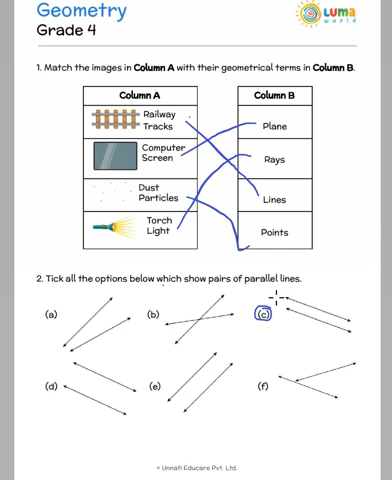 Geometry
LUMA
world
Grade 4
1. Match the images in Column A with their geometrical terms in Column B.
Column A
Column B
Railway
Tracks
Plane
Computer
Screen
Rays
Dust
Particles
Lines
Torch
Light
Points
2. Tick all the options below which show pairs of parallel lines.
(a)
(b)
(c)
(d)
(e)
(f)
© Unnati Educare Pvt. Ltd.